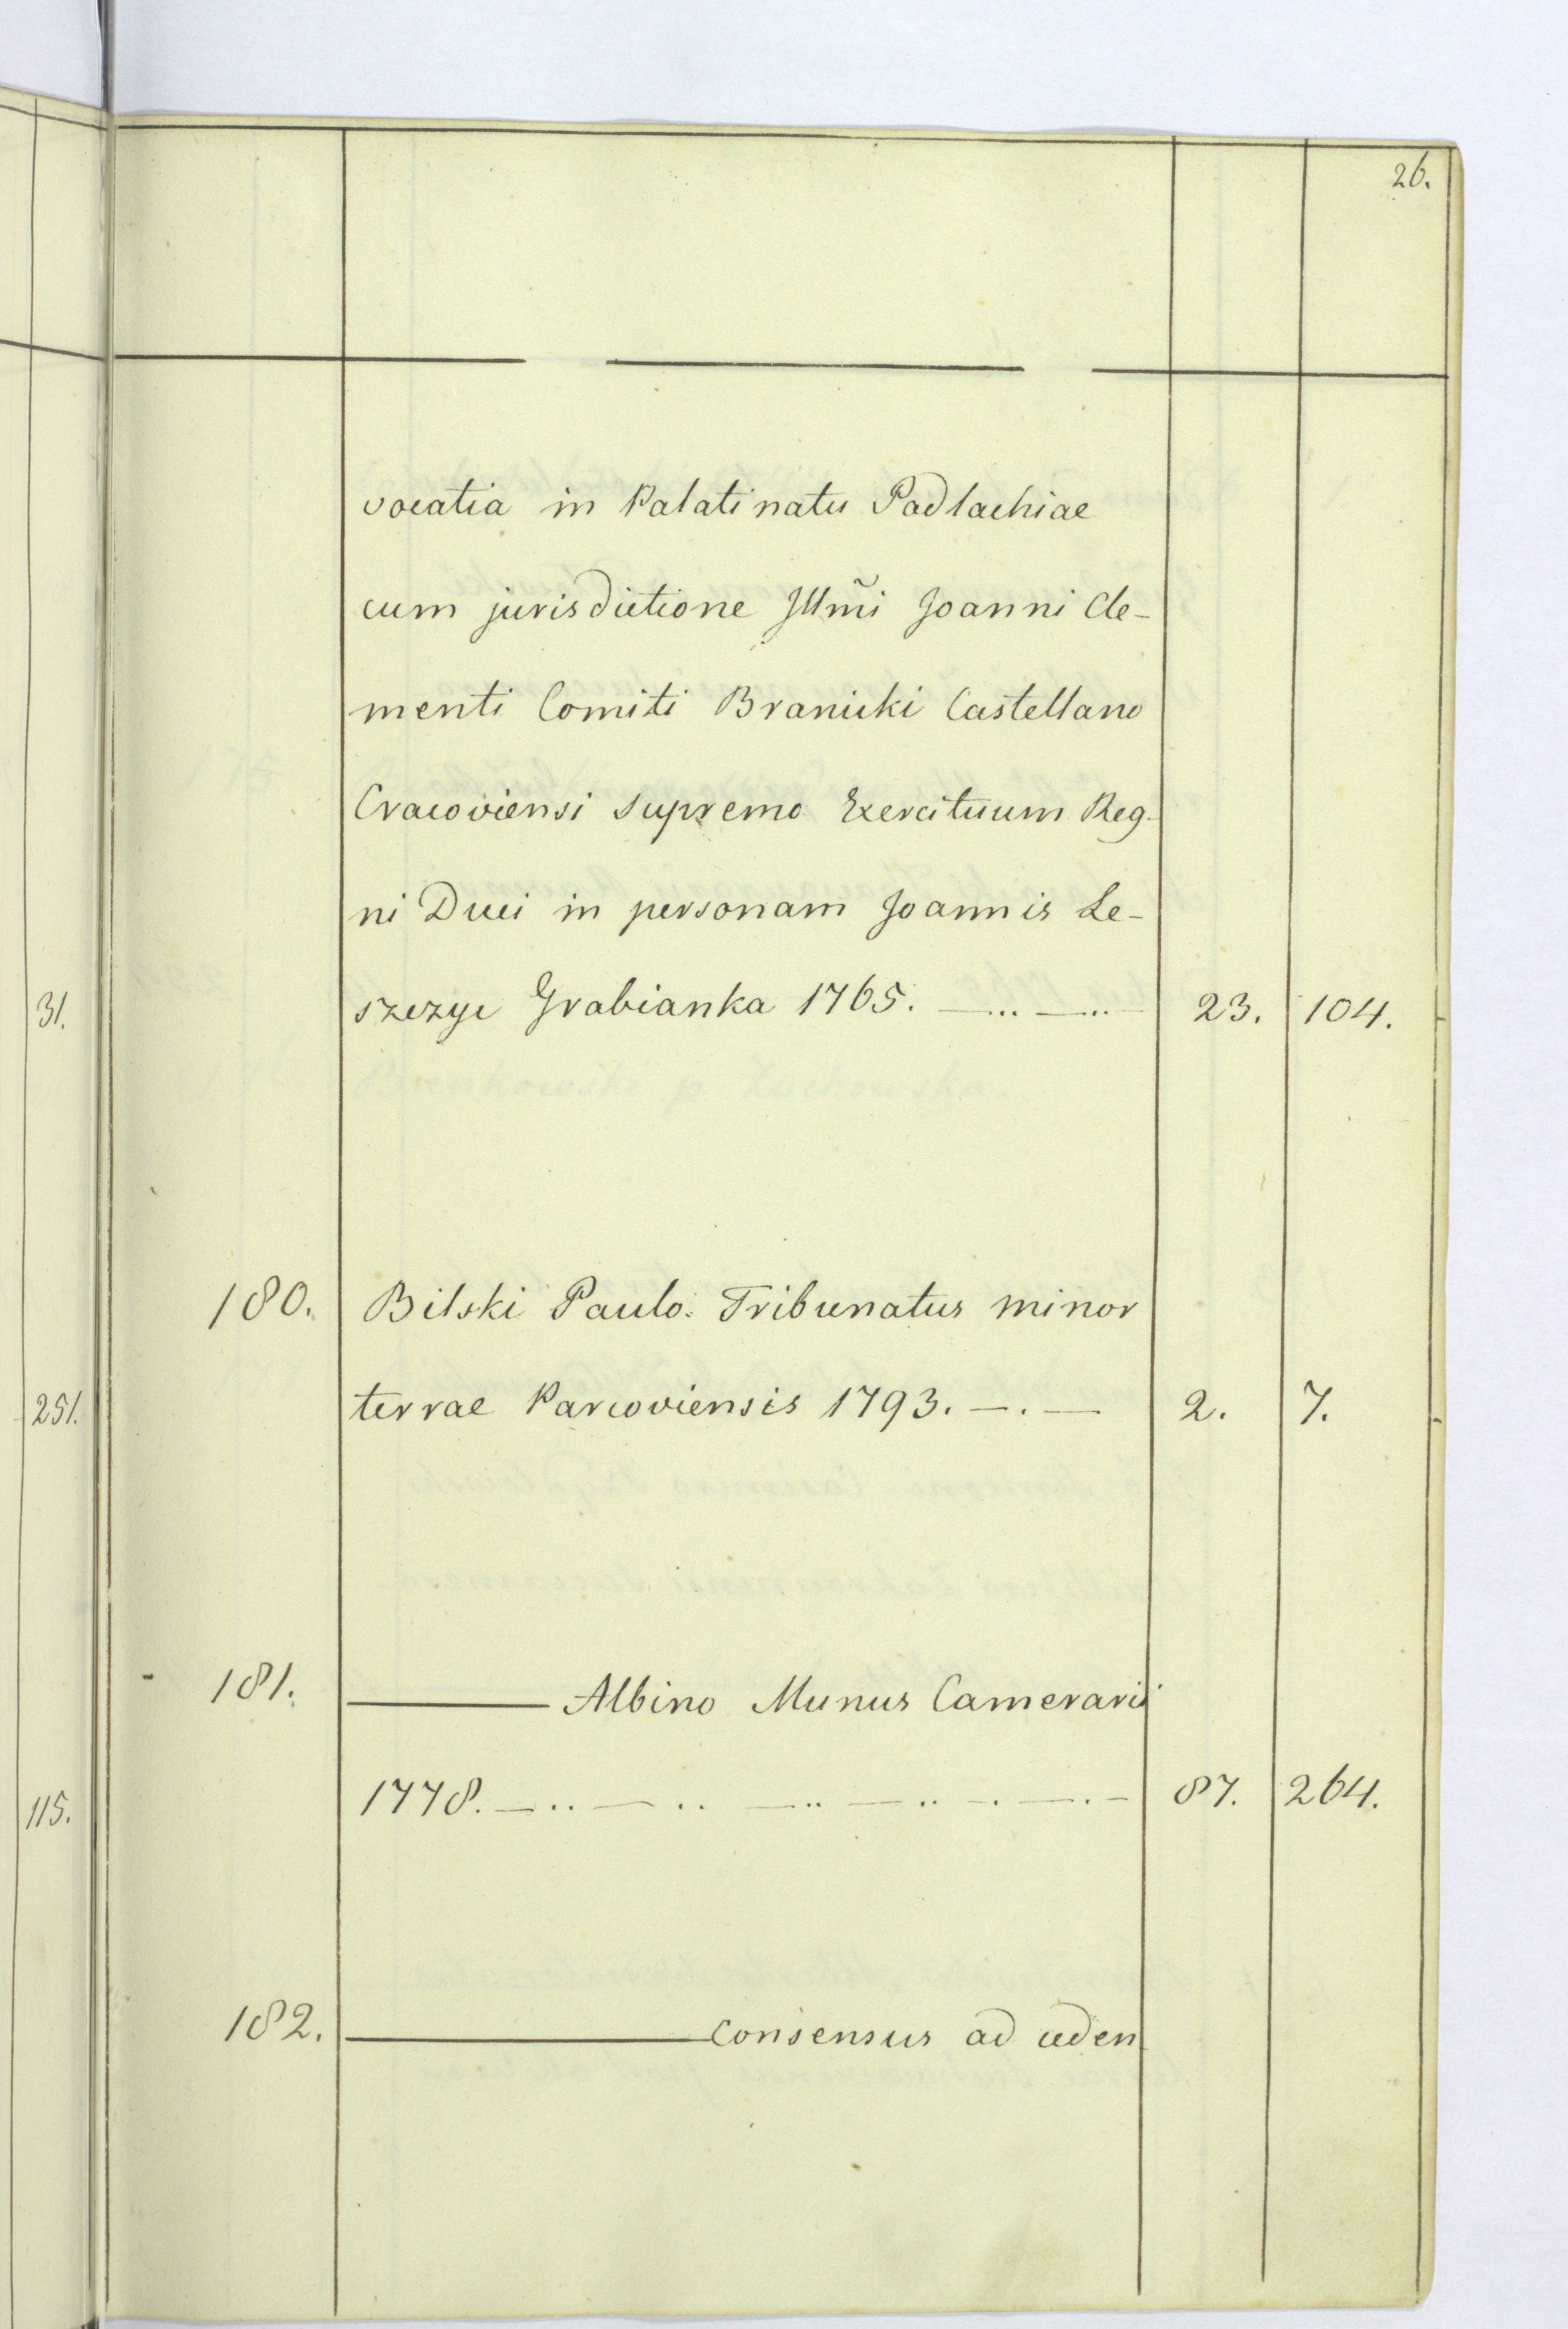 26.
vocatia in Palatinatu Padlachiae
cum jurisdictione Jllm̃i Joanni Cle-
menti Comiti Branicki Castellano
Cracoviensi supremo Exercituum Reg-
ni Duci in personam Joannis Le-
szczyc Grabianka 1765. 23. 104.
180. Bilski Paulo. Tribunatus minor
terrae Parcoviensis 1793. 2. 7.
181. Albino Munus Camerarii
1778. 87. 264.
182. Consensus ad ceden
31.
251.
115.